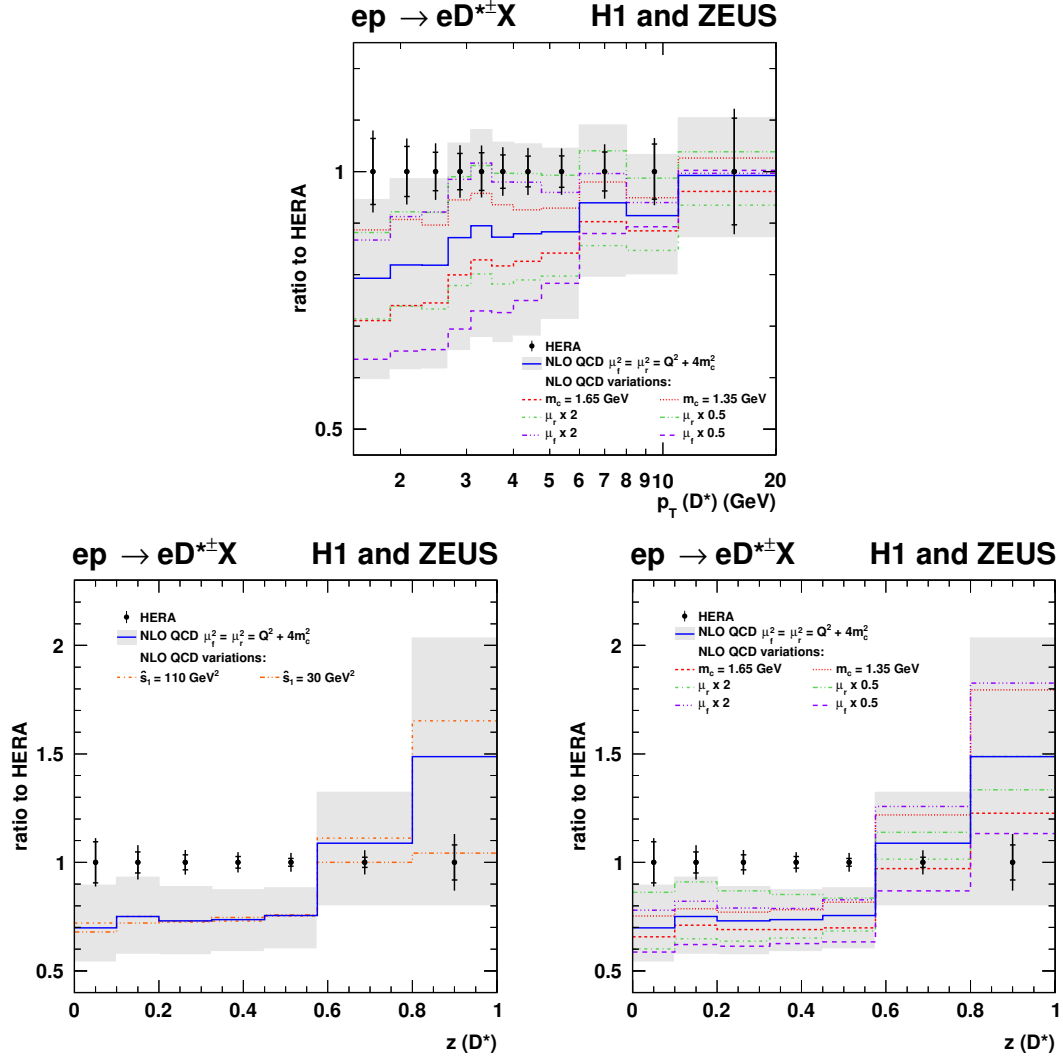 ep → eD*±X H1 and ZEUS
ratio to HERA
1
0.5
HERA
NLO QCD μ_f² = μ_r² = Q² + 4m_c²
NLO QCD variations:
m_c = 1.65 GeV m_c = 1.35 GeV
μ_r x 2 μ_r x 0.5
μ_f x 2 μ_f x 0.5
2 3 4 5 6 7 8 9 10 20
p_T (D*) (GeV)
ep → eD*±X H1 and ZEUS
ratio to HERA
2
1.5
1
0.5
HERA
NLO QCD μ_f² = μ_r² = Q² + 4m_c²
NLO QCD variations:
ŝ₁ = 110 GeV² ŝ₁ = 30 GeV²
0 0.2 0.4 0.6 0.8 1
z (D*)
ep → eD*±X H1 and ZEUS
ratio to HERA
2
1.5
1
0.5
HERA
NLO QCD μ_f² = μ_r² = Q² + 4m_c²
NLO QCD variations:
m_c = 1.65 GeV m_c = 1.35 GeV
μ_r x 2 μ_r x 0.5
μ_f x 2 μ_f x 0.5
0 0.2 0.4 0.6 0.8 1
z (D*)